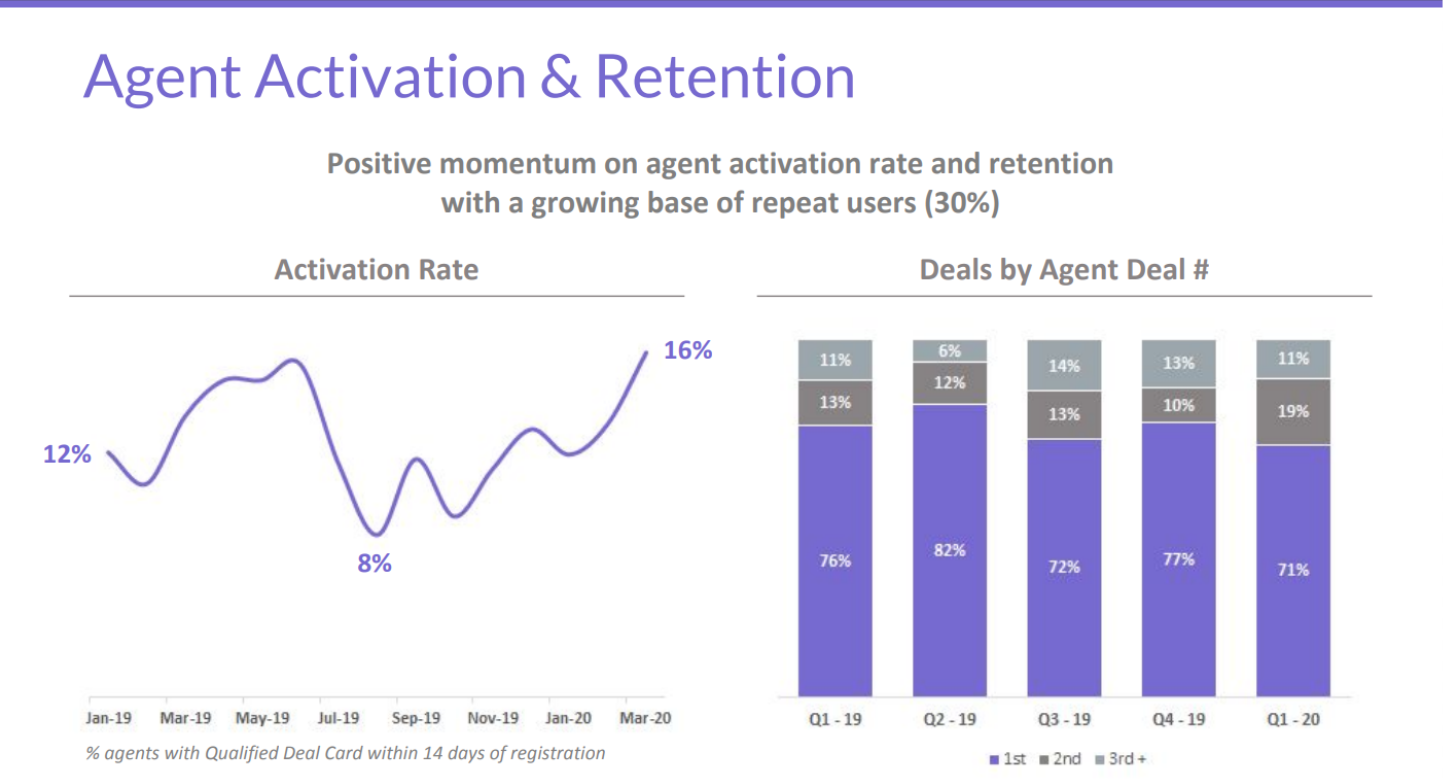 Agent Activation & Retention
Positive momentum on agent activation rate and retention
with a growing base of repeat users (30%)
Activation Rate
12%
8%
16%
Jan-19 Mar-19 May-19 Jul-19 Sep-19 Nov-19 Jan-20 Mar-20
% agents with Qualified Deal Card within 14 days of registration
Deals by Agent Deal #
11% 6% 14% 13% 11%
13% 12% 13% 10% 19%
76% 82% 72% 77% 71%
Q1 - 19 Q2 - 19 Q3 - 19 Q4 - 19 Q1 - 20
1st 2nd 3rd +